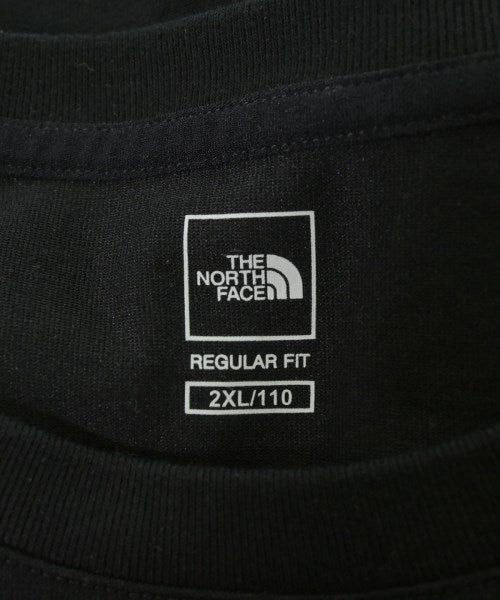 THE
NORTH
FACE
REGULAR FIT
2XL/110